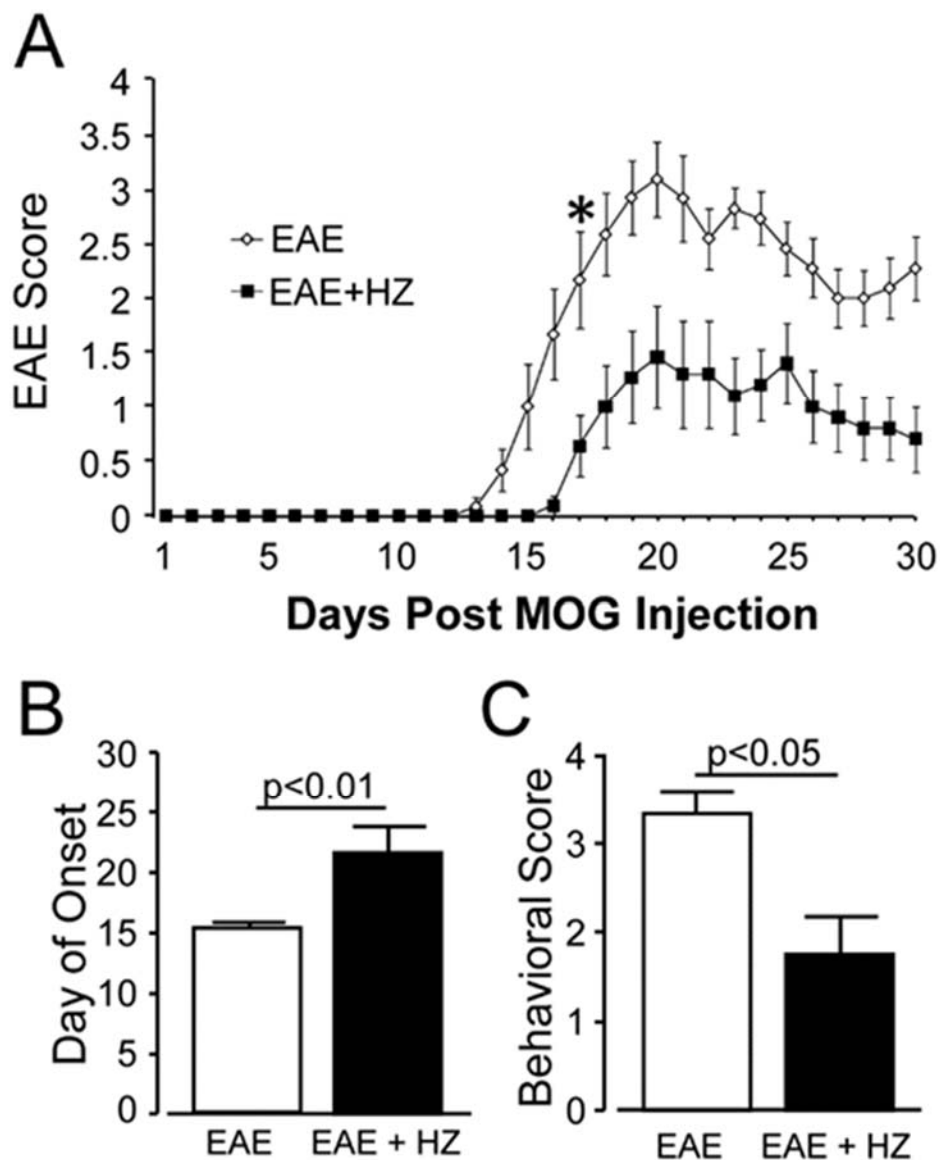 A
4
3.5
3
2.5
2
1.5
1
0.5
0
EAE Score
*
EAE
EAE+HZ
1 5 10 15 20 25 30
Days Post MOG Injection
B
30
25
20
15
10
5
0
Day of Onset
p<0.01
EAE EAE + HZ
C
4
3
2
1
0
Behavioral Score
p<0.05
EAE EAE + HZ